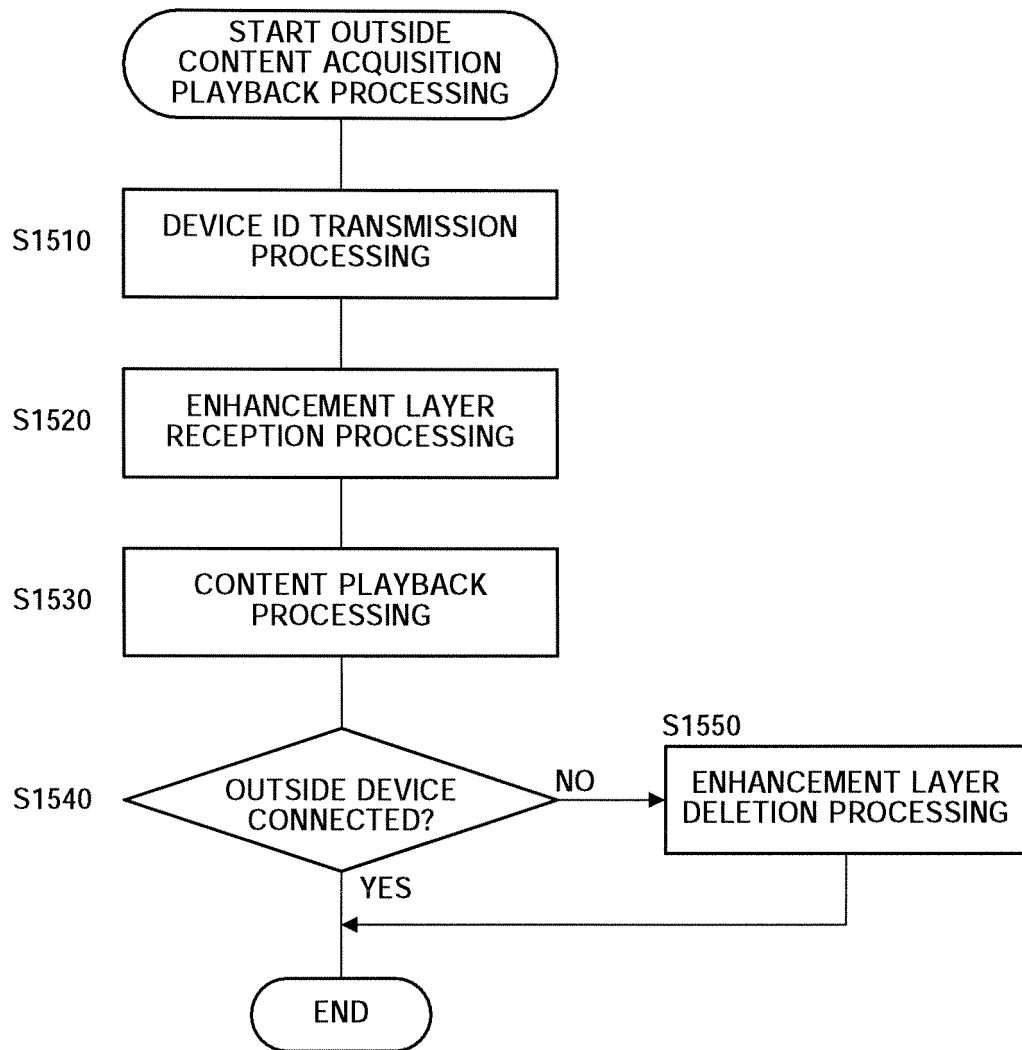 START OUTSIDE
CONTENT ACQUISITION
PLAYBACK PROCESSING
S1510
DEVICE ID TRANSMISSION
PROCESSING
S1520
ENHANCEMENT LAYER
RECEPTION PROCESSING
S1530
CONTENT PLAYBACK
PROCESSING
S1540
OUTSIDE DEVICE
CONNECTED?
NO
S1550
ENHANCEMENT LAYER
DELETION PROCESSING
YES
END